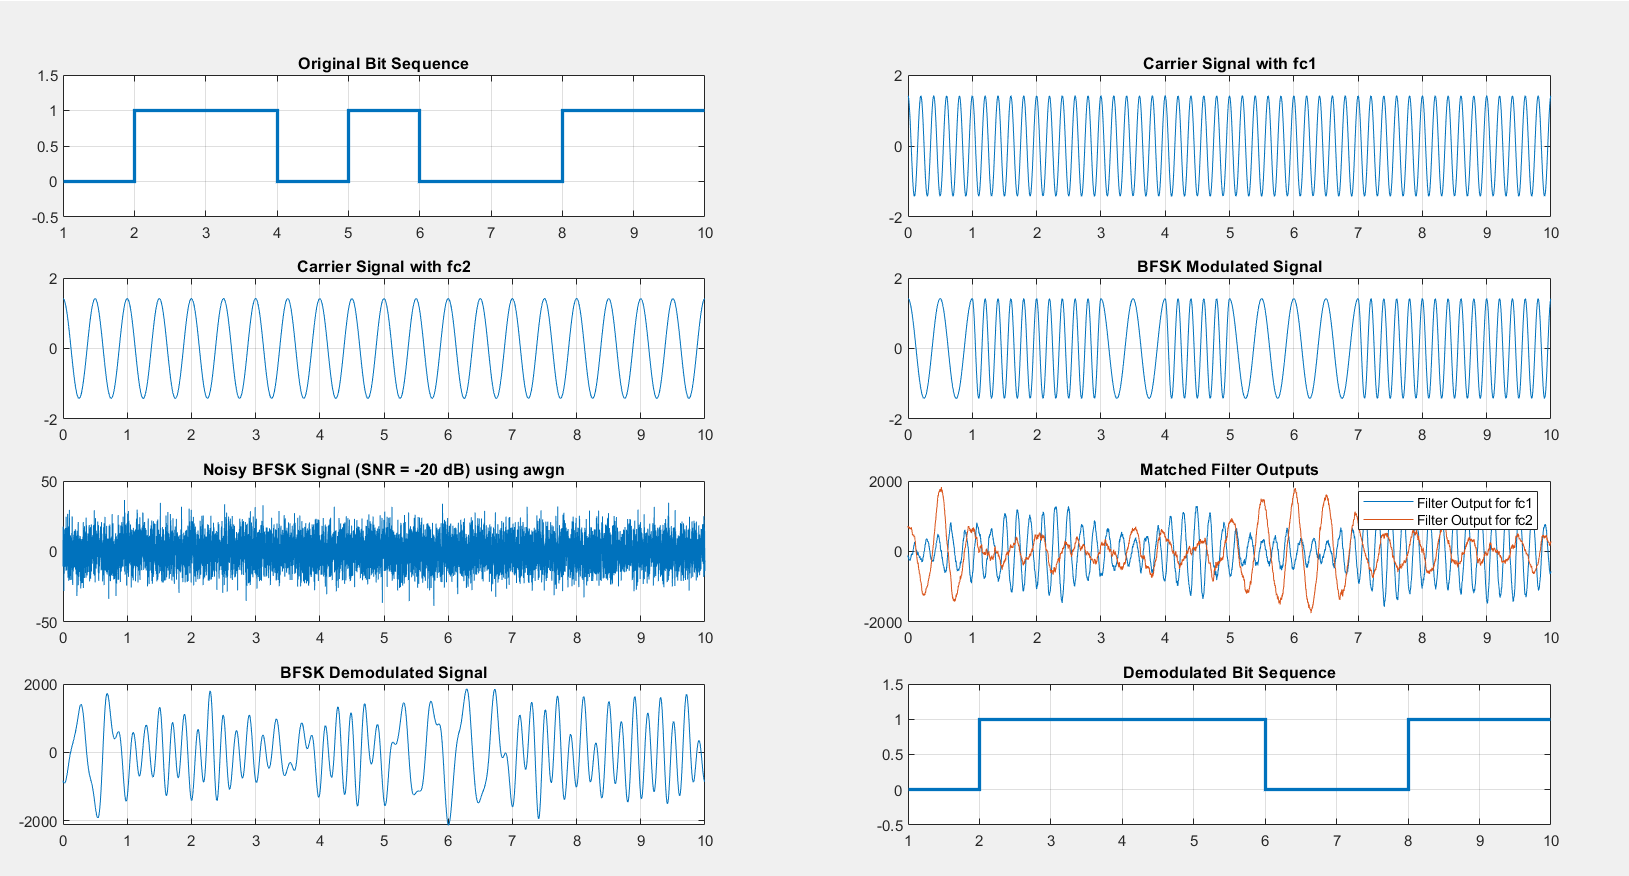 Original Bit Sequence
1.5
1
0.5
0
-0.5
1 2 3 4 5 6 7 8 9 10
Carrier Signal with fc1
2
0
-2
0 1 2 3 4 5 6 7 8 9 10
Carrier Signal with fc2
2
0
-2
0 1 2 3 4 5 6 7 8 9 10
BFSK Modulated Signal
2
0
-2
0 1 2 3 4 5 6 7 8 9 10
Noisy BFSK Signal (SNR = -20 dB) using awgn
50
0
-50
0 1 2 3 4 5 6 7 8 9 10
Matched Filter Outputs
2000
0
-2000
Filter Output for fc1
Filter Output for fc2
0 1 2 3 4 5 6 7 8 9 10
BFSK Demodulated Signal
2000
0
-2000
0 1 2 3 4 5 6 7 8 9 10
Demodulated Bit Sequence
1.5
1
0.5
0
-0.5
1 2 3 4 5 6 7 8 9 10